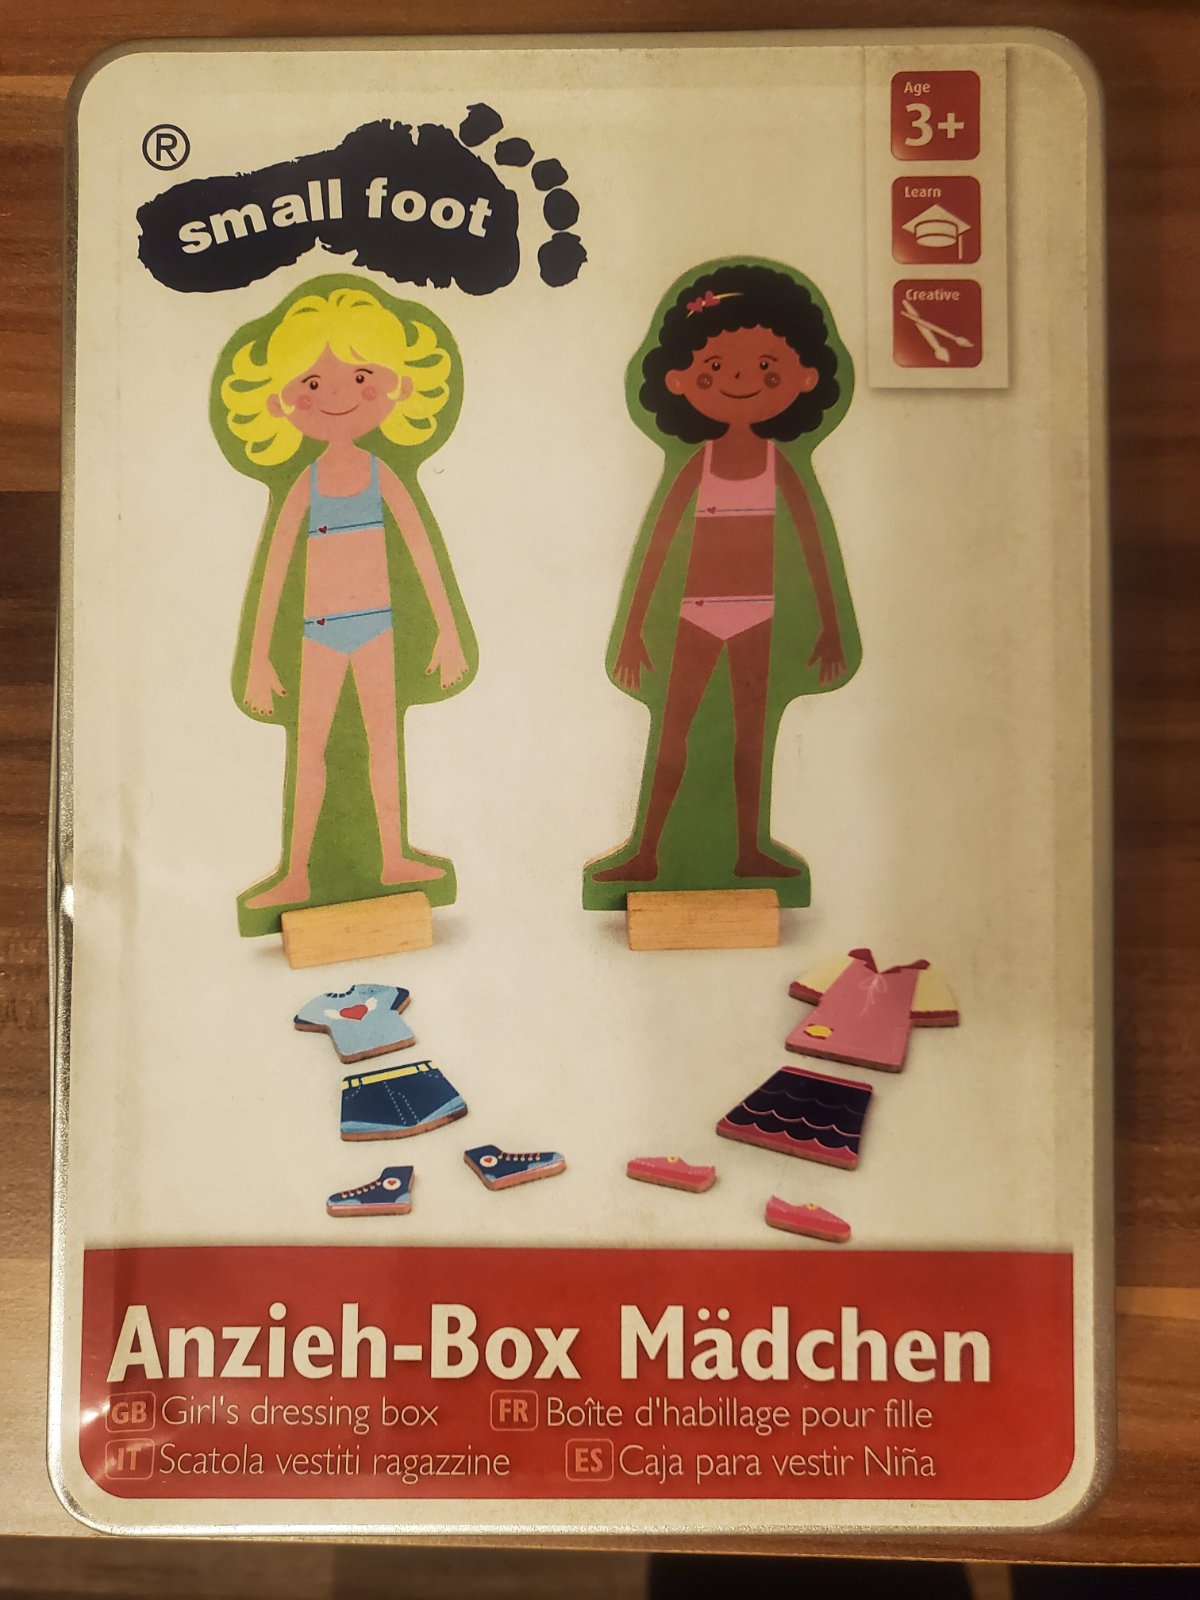 ®
small foot
Age
3+
Learn
Creative
Anzieh-Box Mädchen
GB Girl's dressing box FR Boîte d'habillage pour fille
IT Scatola vestiti ragazzine ES Caja para vestir Niña